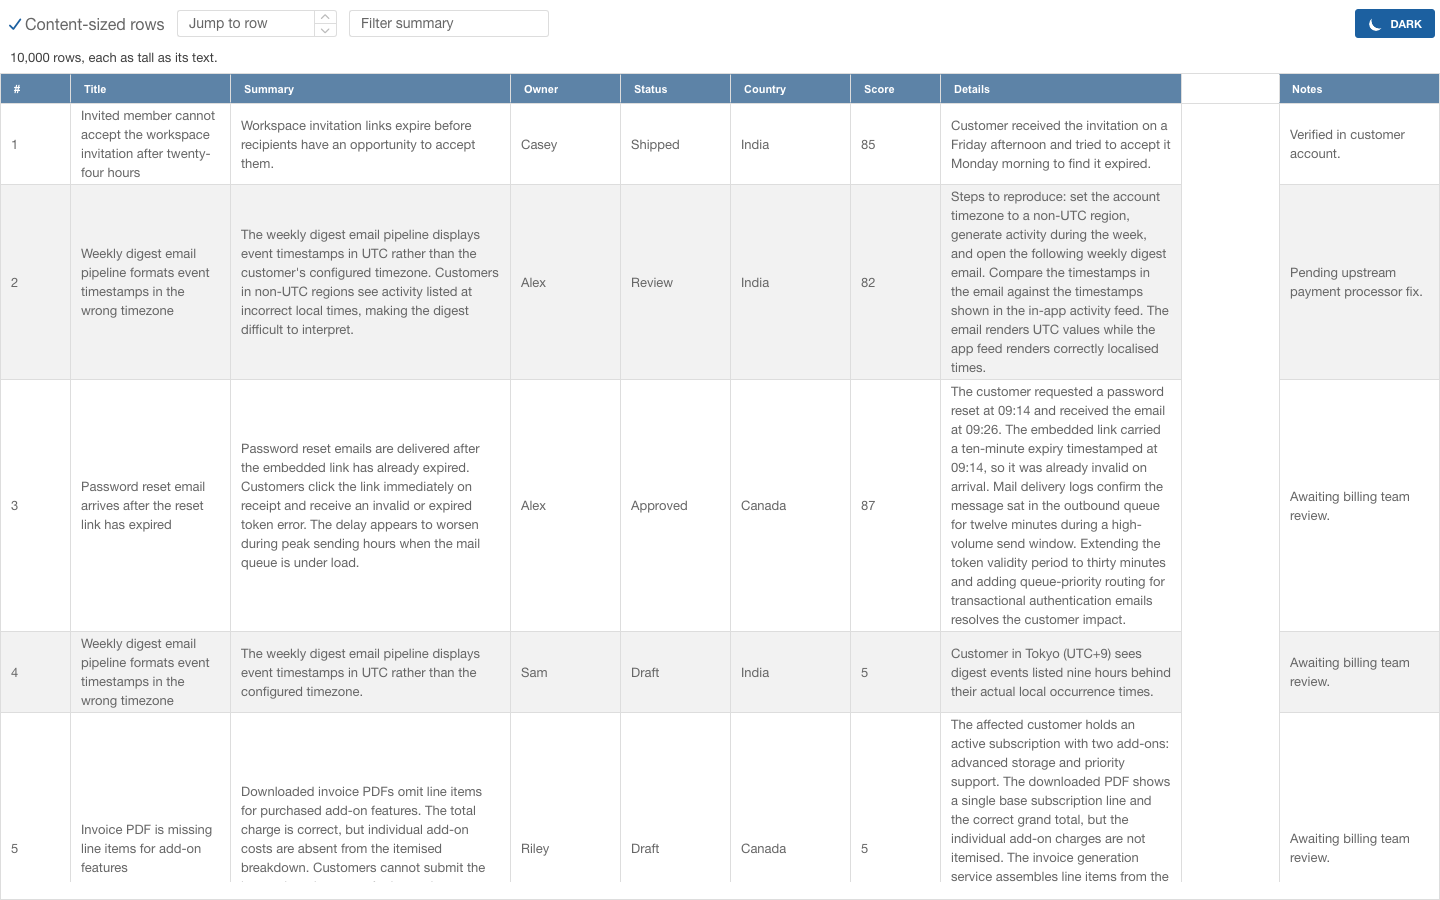 Content-sized rows
Jump to row
Filter summary
DARK
10,000 rows, each as tall as its text.
# Title Summary Owner Status Country Score Details Notes
1
Invited member cannot
accept the workspace
invitation after twenty-
four hours
Workspace invitation links expire before
recipients have an opportunity to accept
them.
Casey
Shipped
India
85
Customer received the invitation on a
Friday afternoon and tried to accept it
Monday morning to find it expired.
Verified in customer
account.
2
Weekly digest email
pipeline formats event
timestamps in the
wrong timezone
The weekly digest email pipeline displays
event timestamps in UTC rather than the
customer's configured timezone. Customers
in non-UTC regions see activity listed at
incorrect local times, making the digest
difficult to interpret.
Alex
Review
India
82
Steps to reproduce: set the account
timezone to a non-UTC region,
generate activity during the week,
and open the following weekly digest
email. Compare the timestamps in
the email against the timestamps
shown in the in-app activity feed. The
email renders UTC values while the
app feed renders correctly localised
times.
Pending upstream
payment processor fix.
3
Password reset email
arrives after the reset
link has expired
Password reset emails are delivered after
the embedded link has already expired.
Customers click the link immediately on
receipt and receive an invalid or expired
token error. The delay appears to worsen
during peak sending hours when the mail
queue is under load.
Alex
Approved
Canada
87
The customer requested a password
reset at 09:14 and received the email
at 09:26. The embedded link carried
a ten-minute expiry timestamped at
09:14, so it was already invalid on
arrival. Mail delivery logs confirm the
message sat in the outbound queue
for twelve minutes during a high-
volume send window. Extending the
token validity period to thirty minutes
and adding queue-priority routing for
transactional authentication emails
resolves the customer impact.
Awaiting billing team
review.
4
Weekly digest email
pipeline formats event
timestamps in the
wrong timezone
The weekly digest email pipeline displays
event timestamps in UTC rather than the
configured timezone.
Sam
Draft
India
5
Customer in Tokyo (UTC+9) sees
digest events listed nine hours behind
their actual local occurrence times.
Awaiting billing team
review.
5
Invoice PDF is missing
line items for add-on
features
Downloaded invoice PDFs omit line items
for purchased add-on features. The total
charge is correct, but individual add-on
costs are absent from the itemised
breakdown. Customers cannot submit the
Riley
Draft
Canada
5
The affected customer holds an
active subscription with two add-ons:
advanced storage and priority
support. The downloaded PDF shows
a single base subscription line and
the correct grand total, but the
individual add-on charges are not
itemised. The invoice generation
service assembles line items from the
Awaiting billing team
review.